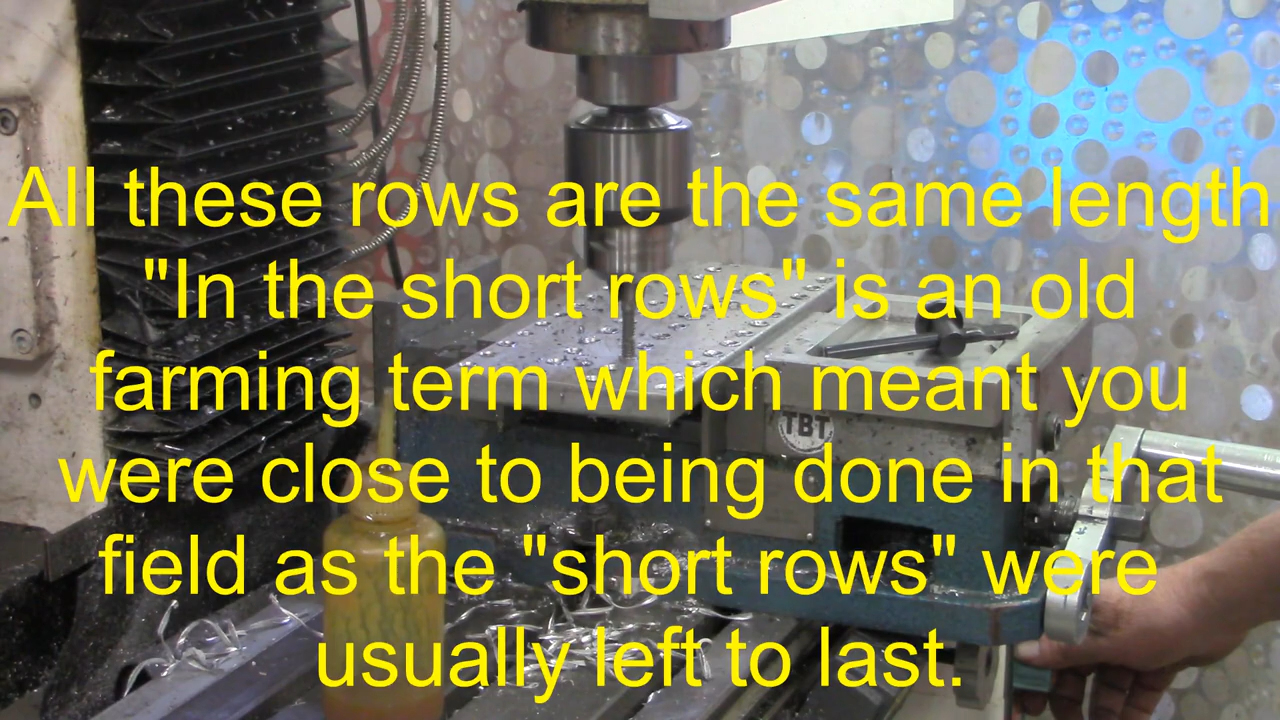 All these rows are the same length
"In the short rows" is an old
farming term which meant you
were close to being done in that
field as the "short rows" were
usually left to last.
TBT